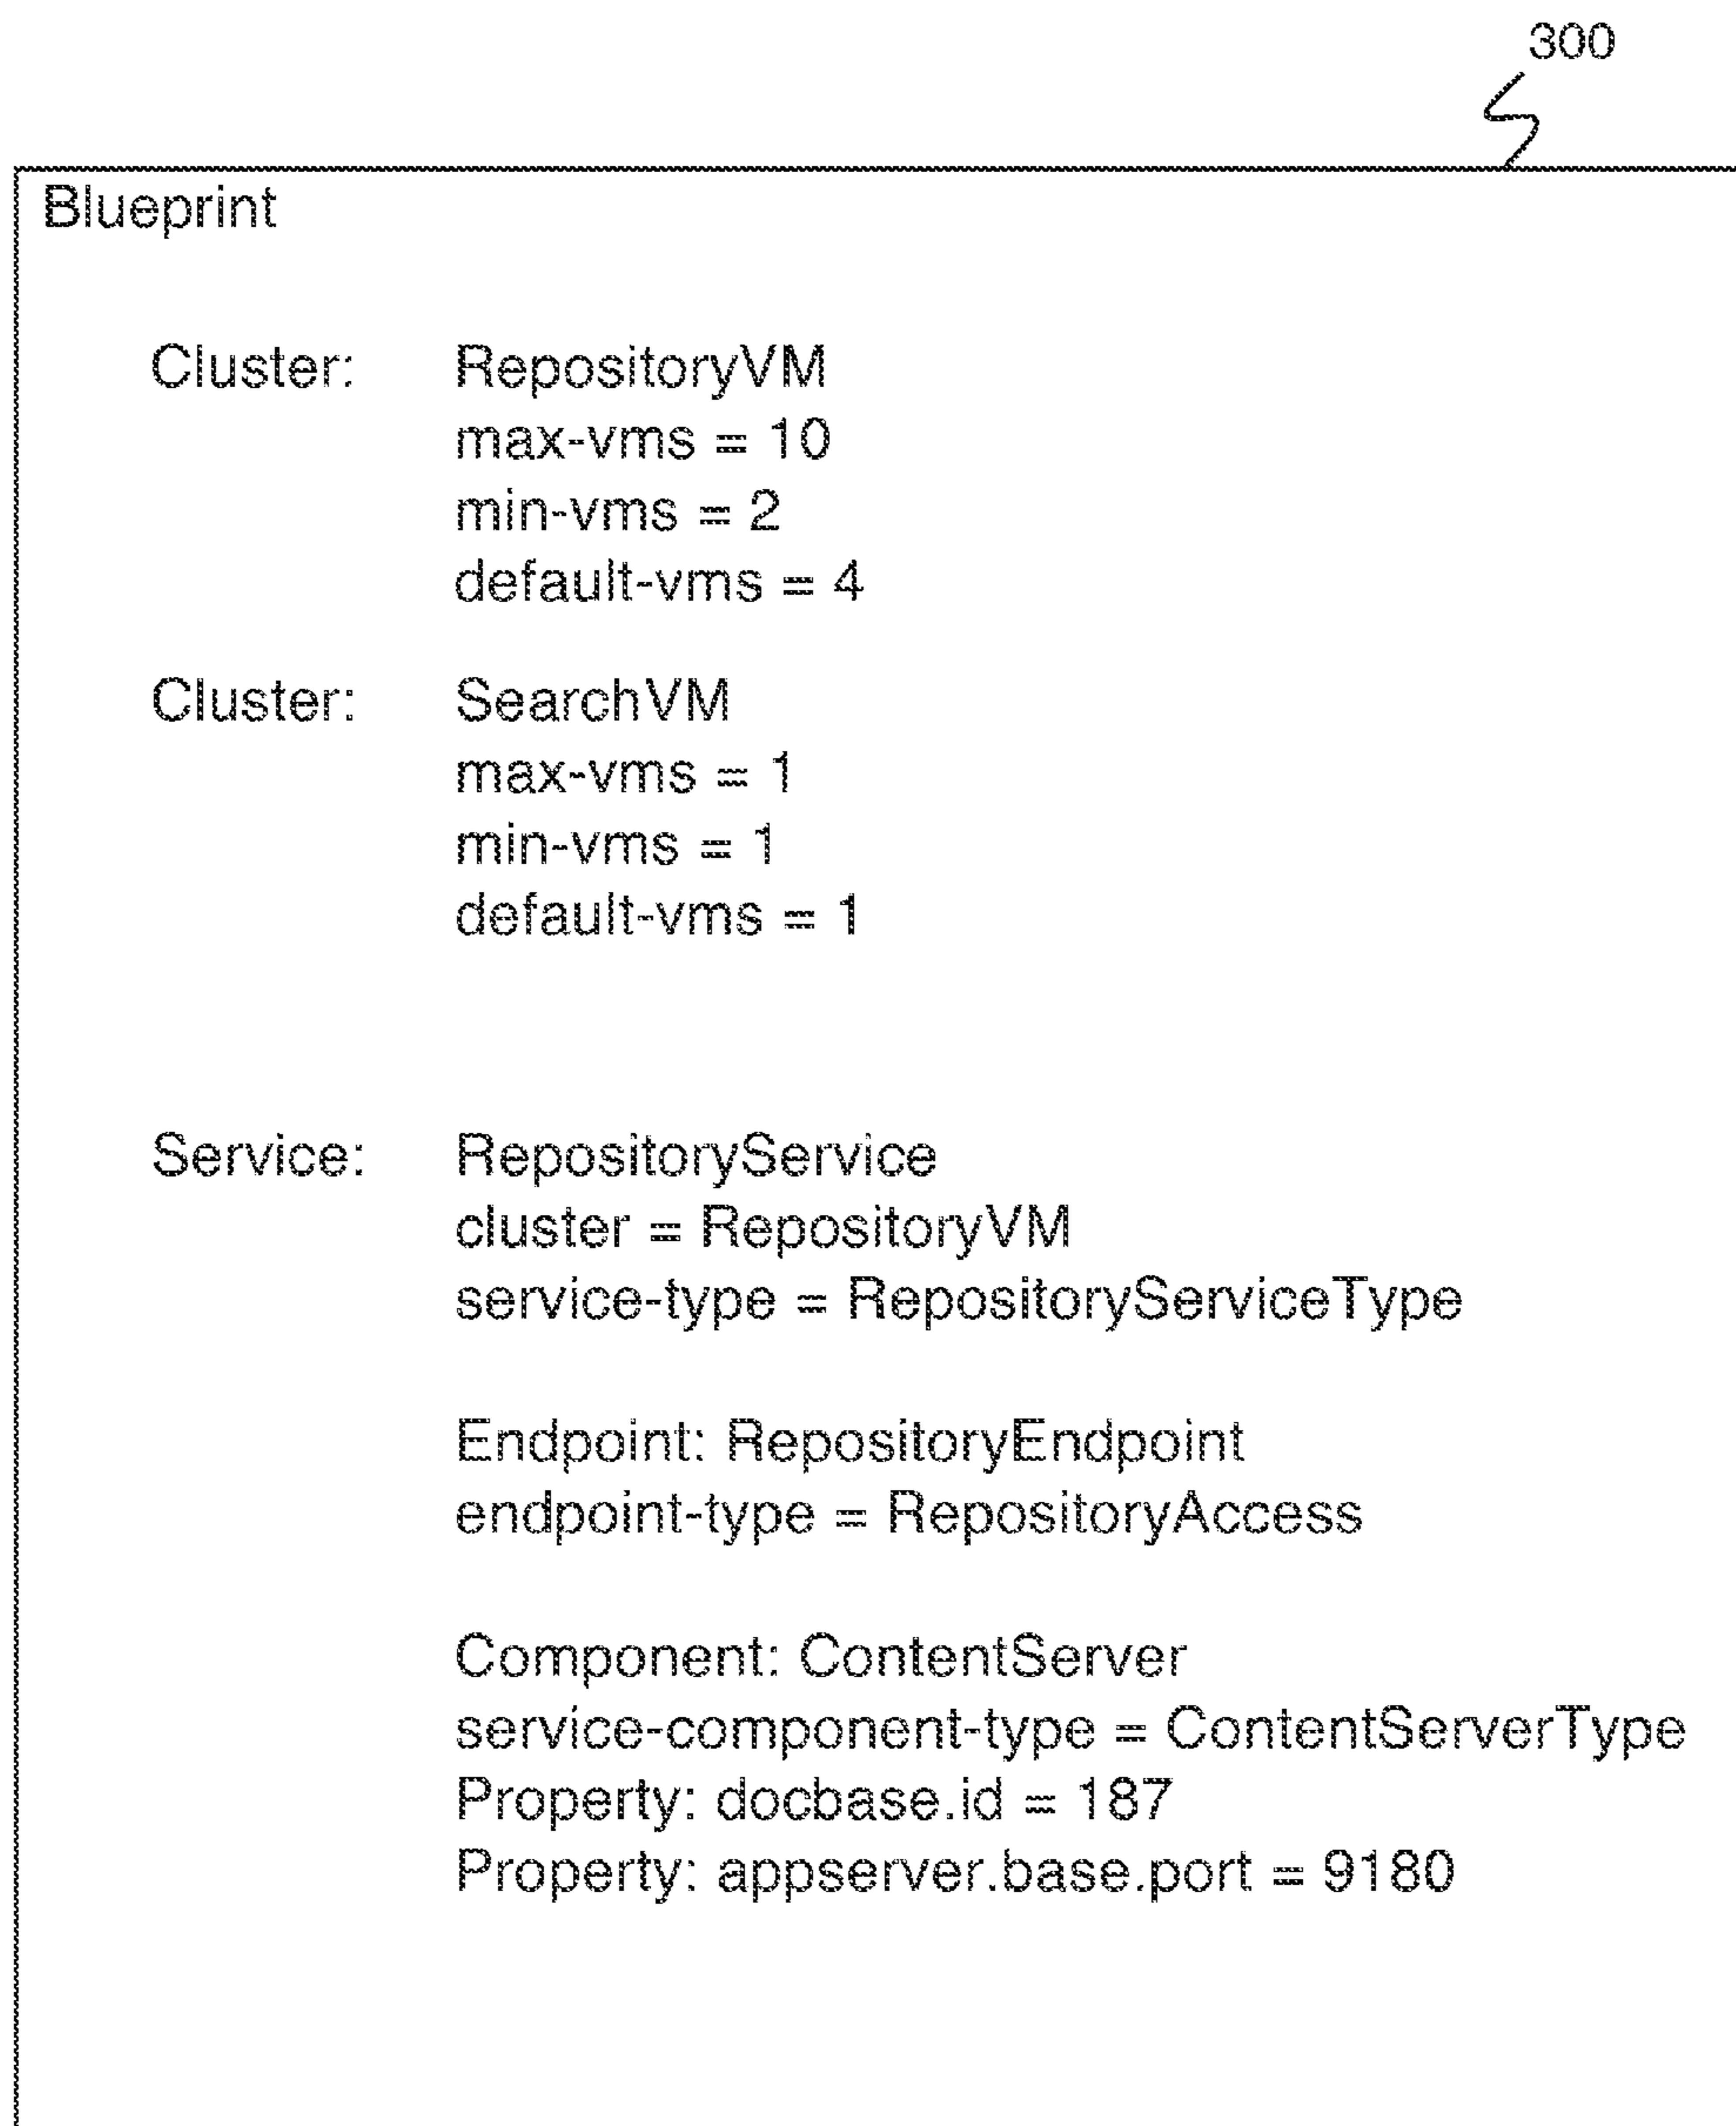 300
Blueprint
Cluster: RepositoryVM
max-vms = 10
min-vms = 2
default-vms = 4
Cluster: SearchVM
max-vms = 1
min-vms = 1
default-vms = 1
Service: RepositoryService
cluster = RepositoryVM
service-type = RepositoryServiceType
Endpoint: RepositoryEndpoint
endpoint-type = RepositoryAccess
Component: ContentServer
service-component-type = ContentServerType
Property: docbase.id = 187
Property: appserver.base.port = 9180